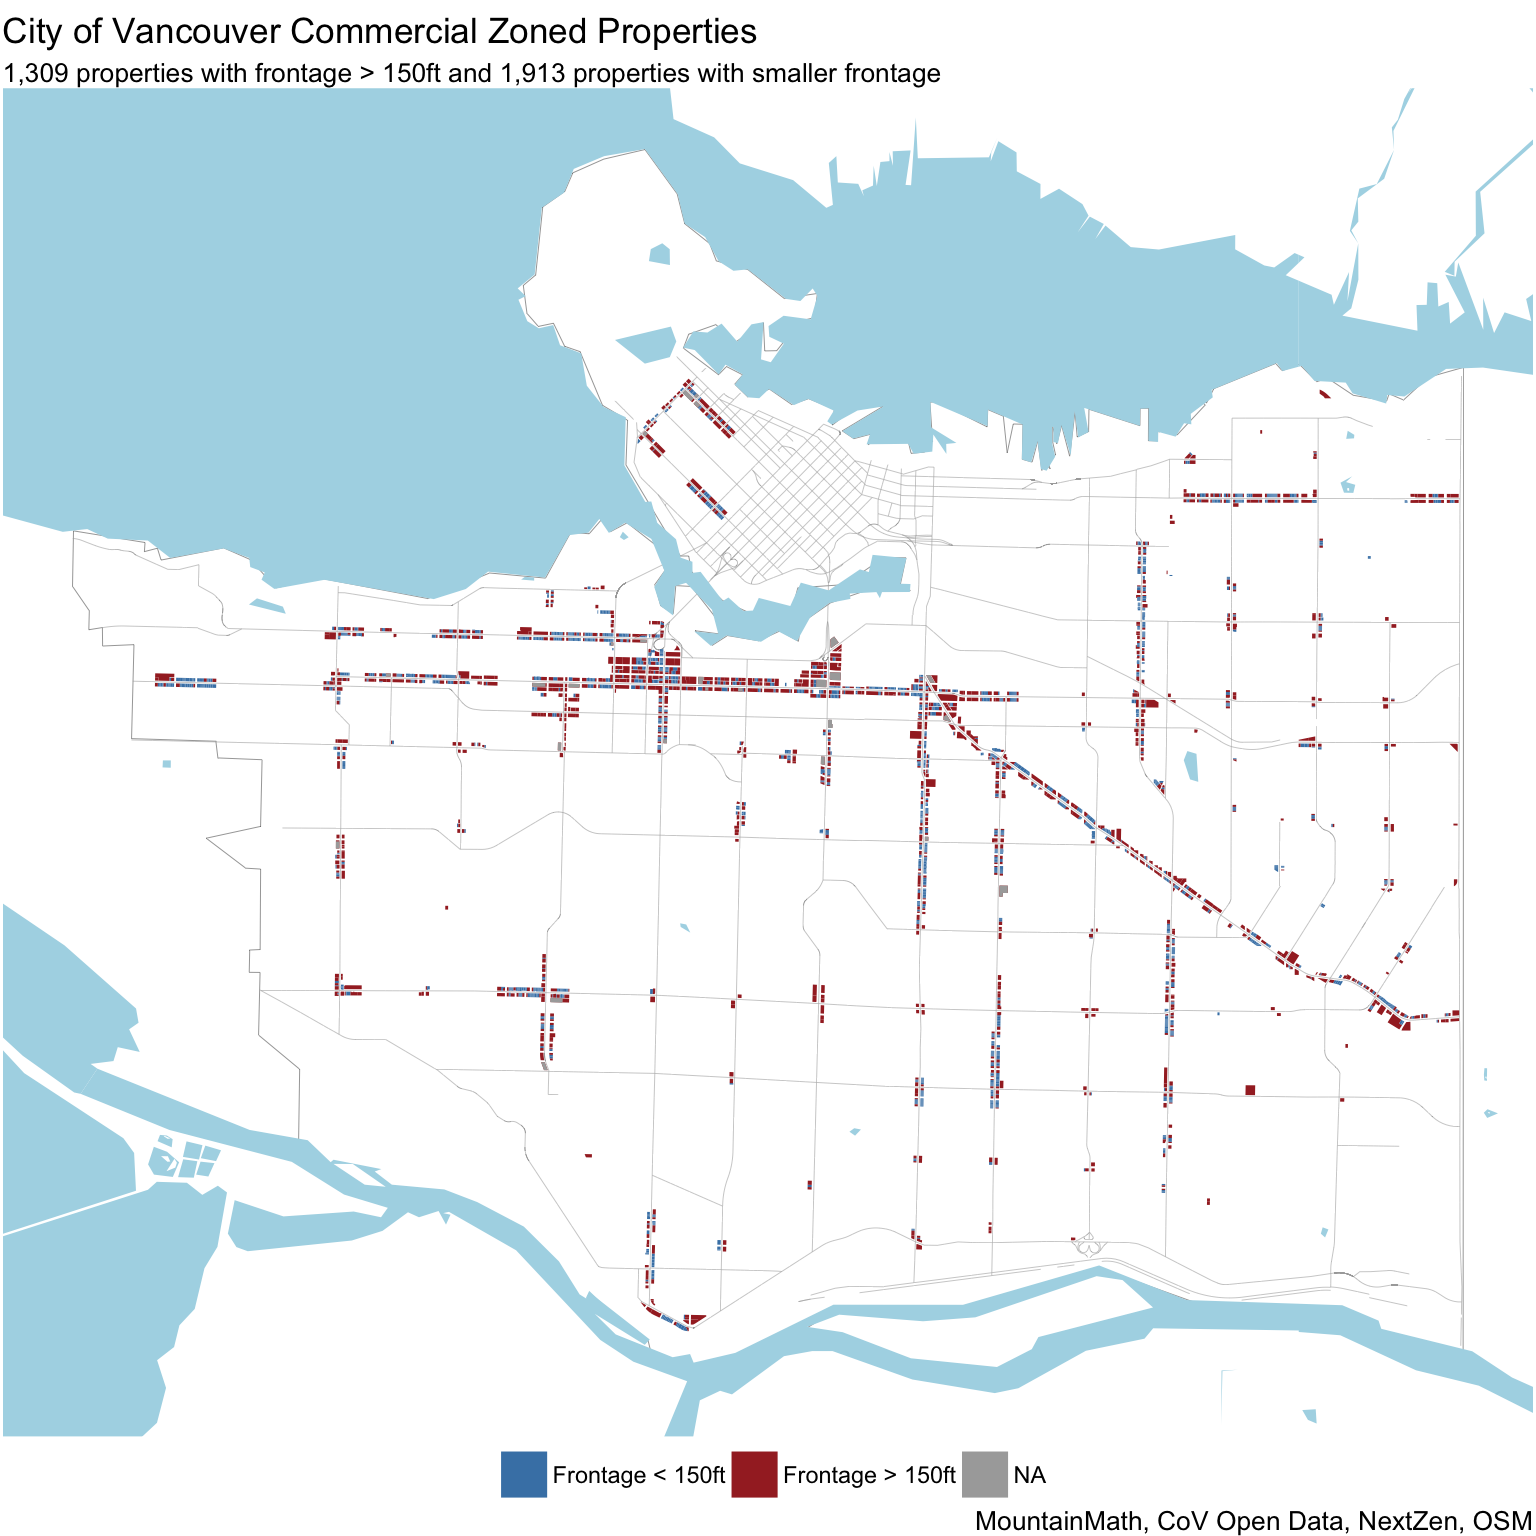 City of Vancouver Commercial Zoned Properties
1,309 properties with frontage > 150ft and 1,913 properties with smaller frontage
Frontage < 150ft Frontage > 150ft NA
MountainMath, CoV Open Data, NextZen, OSM